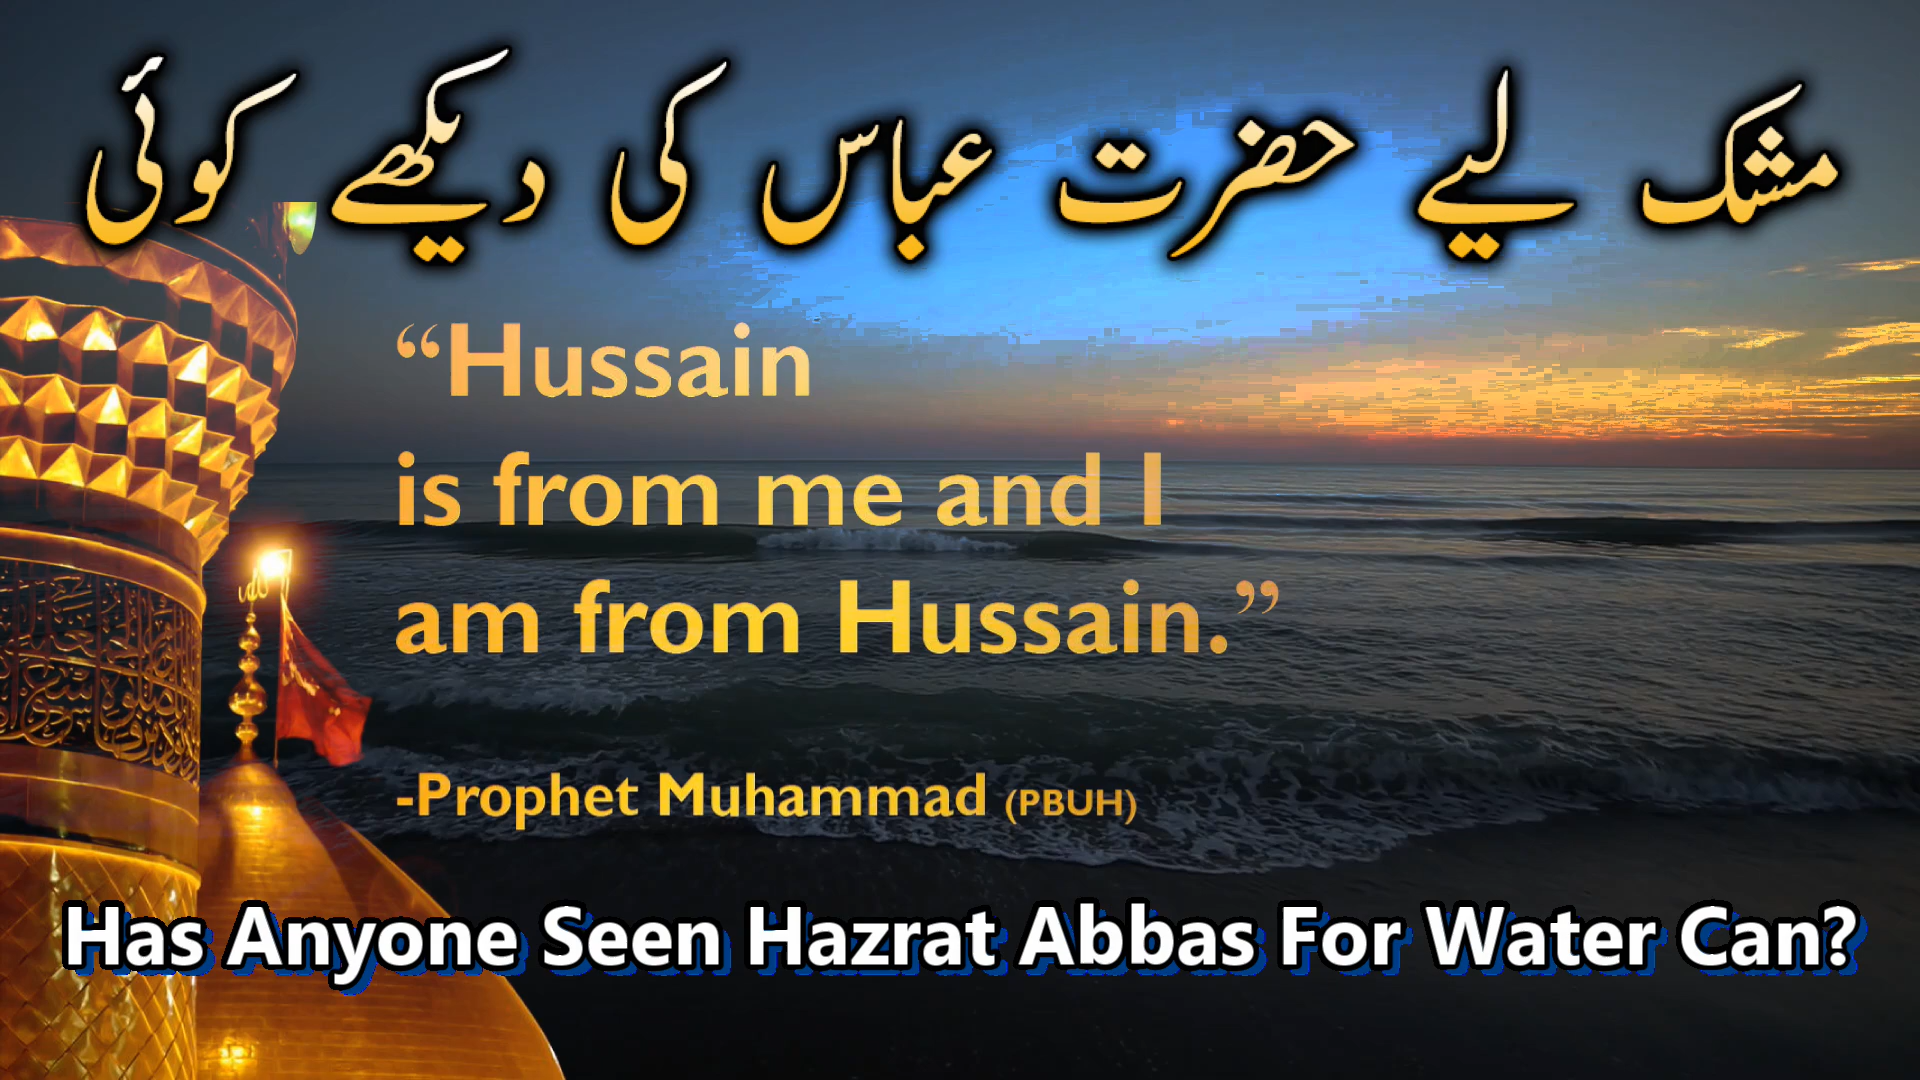 مشک لیے حضرت عباس کی دیکھے کوئی
“Hussain
is from me and I
am from Hussain.”
-Prophet Muhammad (PBUH)
Has Anyone Seen Hazrat Abbas For Water Can?